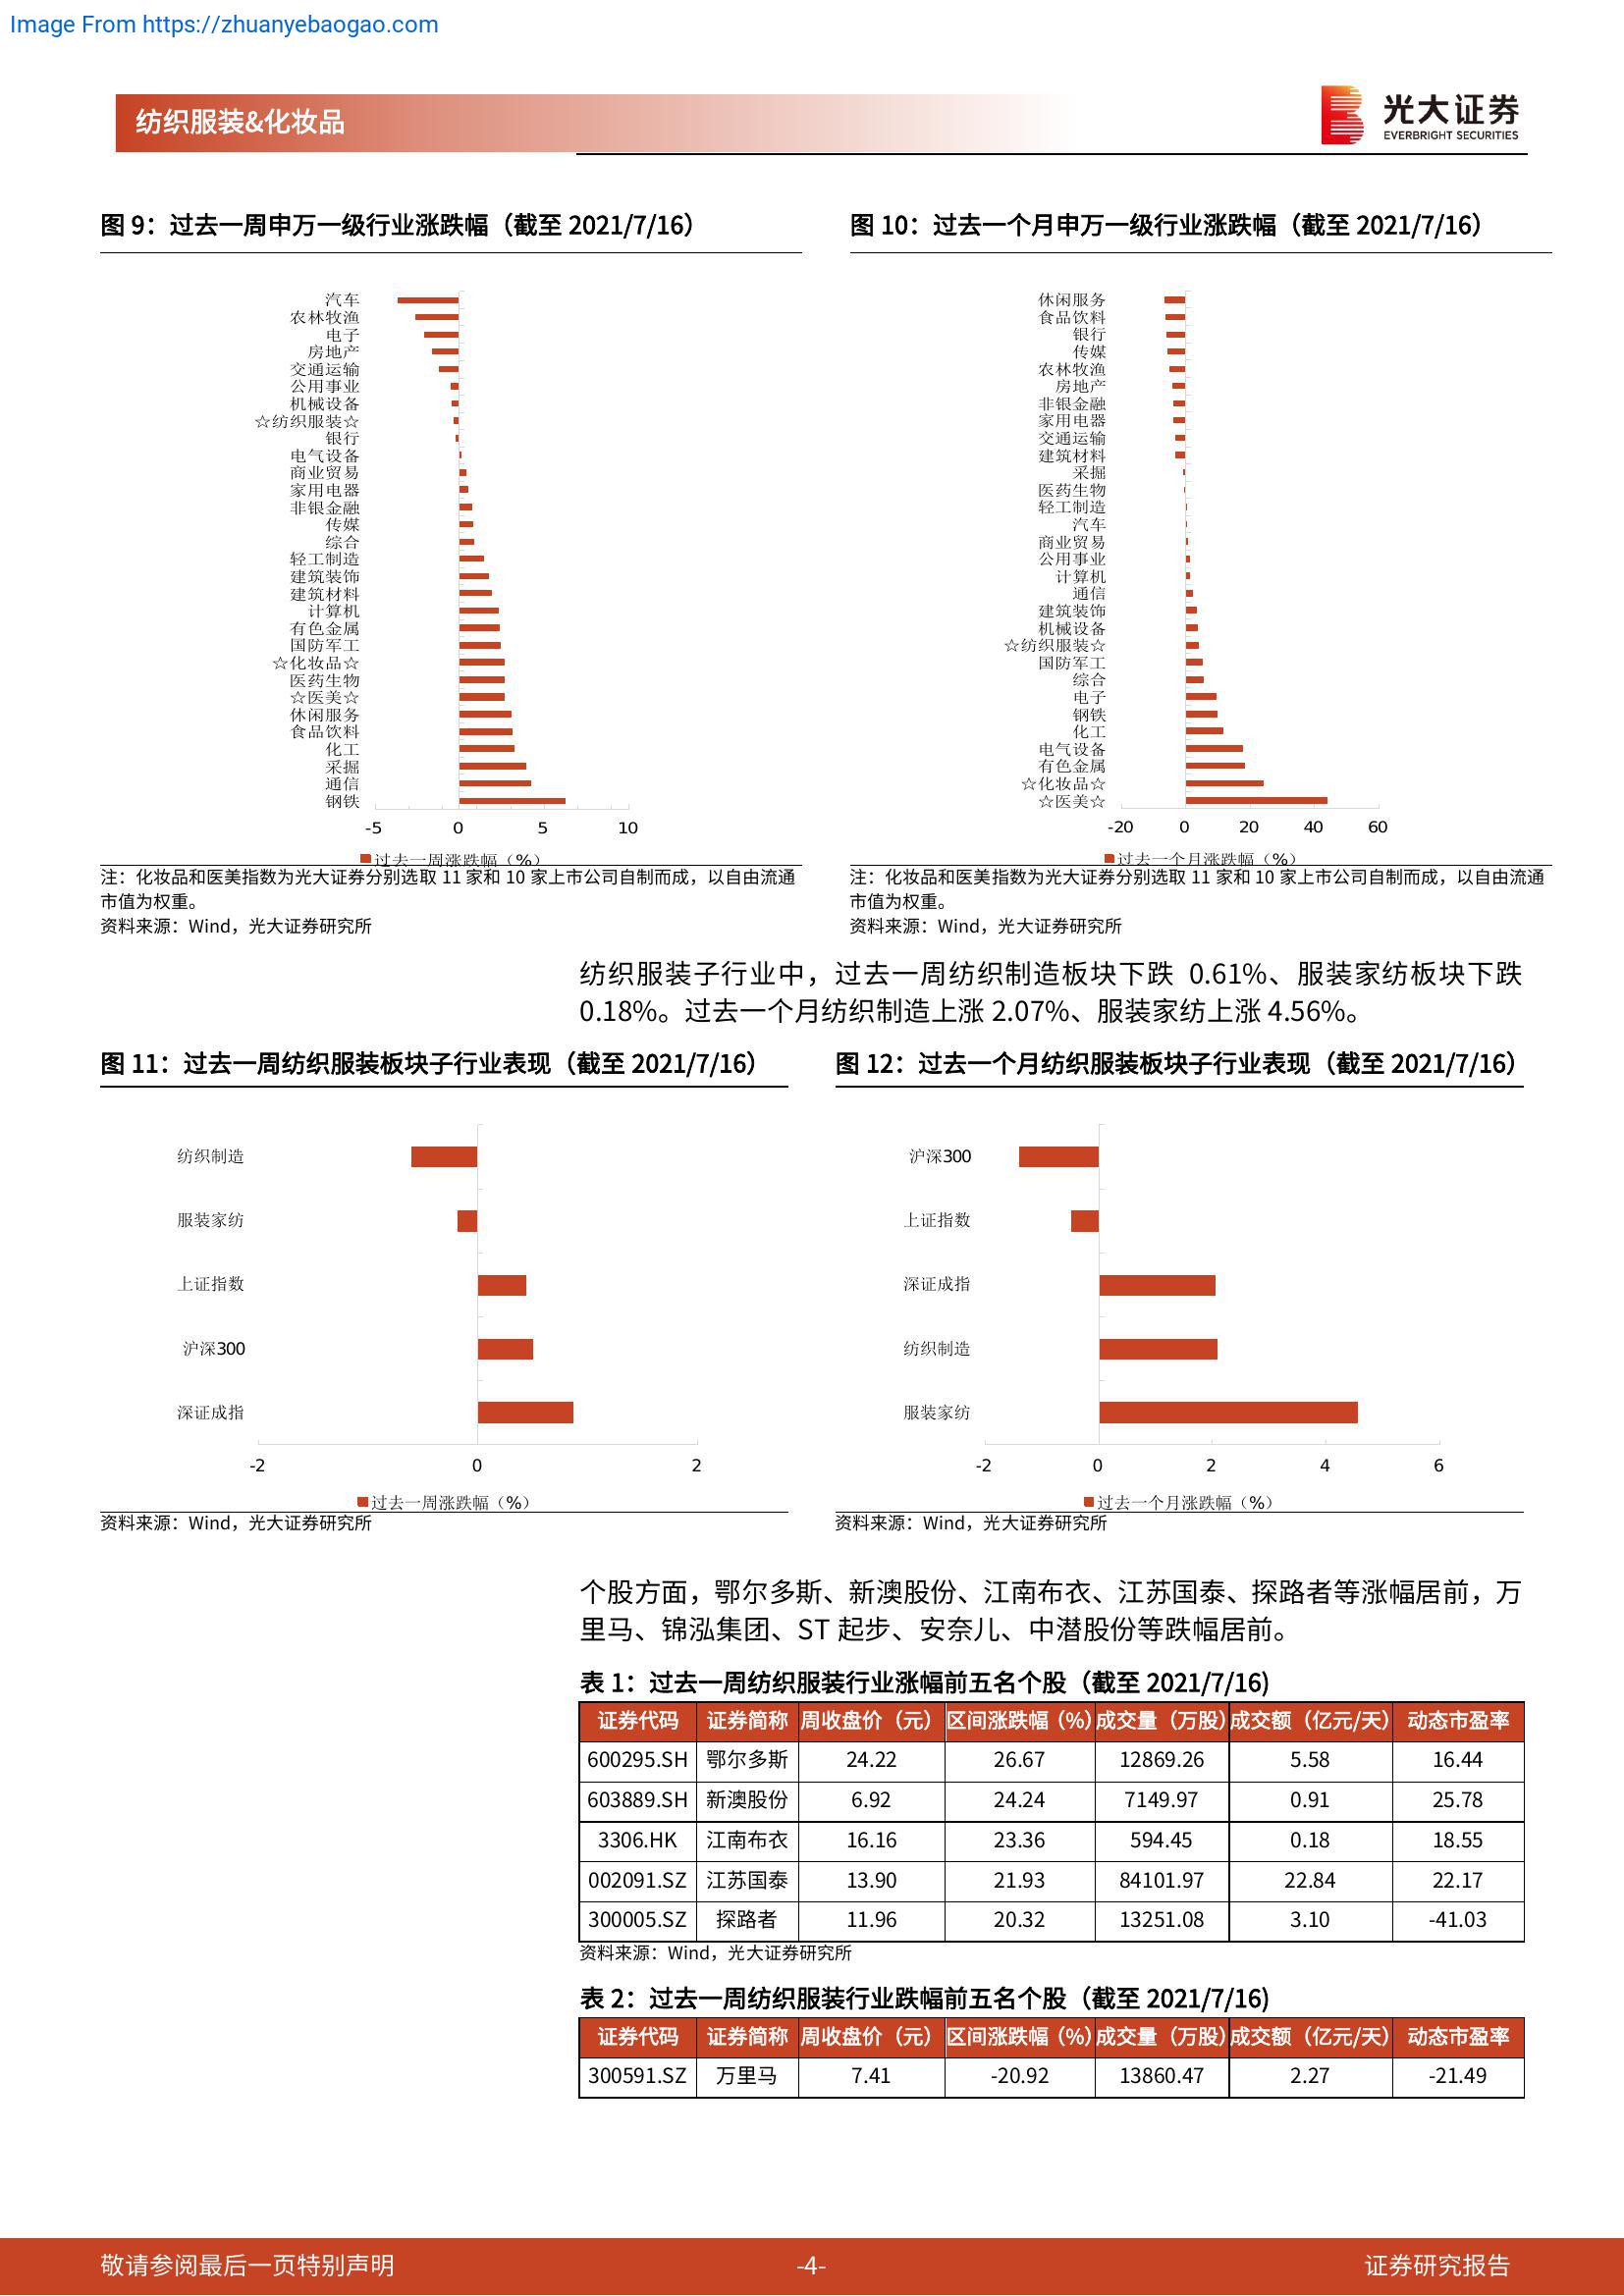 Image From https://zhuanyebaogao.com
纺织服装&化妆品
光大证券
EVERBRIGHT SECURITIES
图 9：过去一周申万一级行业涨跌幅（截至 2021/7/16）
汽车
农林牧渔
电子
房地产
交通运输
公用事业
机械设备
☆纺织服装☆
银行
电气设备
商业贸易
家用电器
非银金融
传媒
综合
轻工制造
建筑装饰
建筑材料
计算机
有色金属
国防军工
☆化妆品☆
医药生物
☆医美☆
休闲服务
食品饮料
化工
采掘
通信
钢铁
-5 0 5 10
过去一周涨跌幅（%）
注：化妆品和医美指数为光大证券分别选取 11 家和 10 家上市公司自制而成，以自由流通
市值为权重。
资料来源：Wind，光大证券研究所
图 10：过去一个月申万一级行业涨跌幅（截至 2021/7/16）
休闲服务
食品饮料
银行
传媒
农林牧渔
房地产
非银金融
家用电器
交通运输
建筑材料
采掘
医药生物
轻工制造
汽车
商业贸易
公用事业
计算机
通信
建筑装饰
机械设备
☆纺织服装☆
国防军工
综合
电子
钢铁
化工
电气设备
有色金属
☆化妆品☆
☆医美☆
-20 0 20 40 60
过去一个月涨跌幅（%）
注：化妆品和医美指数为光大证券分别选取 11 家和 10 家上市公司自制而成，以自由流通
市值为权重。
资料来源：Wind，光大证券研究所
纺织服装子行业中，过去一周纺织制造板块下跌 0.61%、服装家纺板块下跌
0.18%。过去一个月纺织制造上涨 2.07%、服装家纺上涨 4.56%。
图 11：过去一周纺织服装板块子行业表现（截至 2021/7/16）
纺织制造
服装家纺
上证指数
沪深300
深证成指
-2 0 2
过去一周涨跌幅（%）
资料来源：Wind，光大证券研究所
图 12：过去一个月纺织服装板块子行业表现（截至 2021/7/16）
沪深300
上证指数
深证成指
纺织制造
服装家纺
-2 0 2 4 6
过去一个月涨跌幅（%）
资料来源：Wind，光大证券研究所
个股方面，鄂尔多斯、新澳股份、江南布衣、江苏国泰、探路者等涨幅居前，万
里马、锦泓集团、ST 起步、安奈儿、中潜股份等跌幅居前。
表 1：过去一周纺织服装行业涨幅前五名个股（截至 2021/7/16)
证券代码 证券简称 周收盘价（元） 区间涨跌幅（%） 成交量（万股） 成交额（亿元/天） 动态市盈率
600295.SH 鄂尔多斯 24.22 26.67 12869.26 5.58 16.44
603889.SH 新澳股份 6.92 24.24 7149.97 0.91 25.78
3306.HK 江南布衣 16.16 23.36 594.45 0.18 18.55
002091.SZ 江苏国泰 13.90 21.93 84101.97 22.84 22.17
300005.SZ 探路者 11.96 20.32 13251.08 3.10 -41.03
资料来源：Wind，光大证券研究所
表 2：过去一周纺织服装行业跌幅前五名个股（截至 2021/7/16)
证券代码 证券简称 周收盘价（元） 区间涨跌幅（%） 成交量（万股） 成交额（亿元/天） 动态市盈率
300591.SZ 万里马 7.41 -20.92 13860.47 2.27 -21.49
敬请参阅最后一页特别声明 -4- 证券研究报告